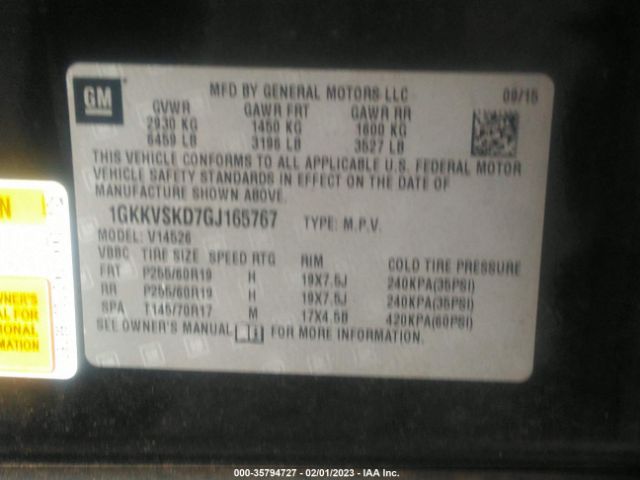 GM
MFD BY GENERAL MOTORS LLC 09/15
GVWR GAWR FRT GAWR RR
2930 KG 1450 KG 1600 KG
6459 LB 3196 LB 3527 LB
THIS VEHICLE CONFORMS TO ALL APPLICABLE U.S. FEDERAL MOTOR
VEHICLE SAFETY STANDARDS IN EFFECT ON THE DATE OF
MANUFACTURE SHOWN ABOVE.
1GKKVSKD7GJ165767 TYPE: M.P.V.
MODEL: V14526
VBBC TIRE SIZE SPEED RTG RIM COLD TIRE PRESSURE
FRT P255/60R19 H 19X7.5J 240KPA(35PSI)
RR P255/60R19 H 19X7.5J 240KPA(35PSI)
SPA T145/70R17 M 17X4.5B 420KPA(60PSI)
SEE OWNER'S MANUAL FOR MORE INFORMATION.
N
OWNER'S
AL FOR
IONAL
MATION
000-35794727 - 02/01/2023 - IAA Inc.